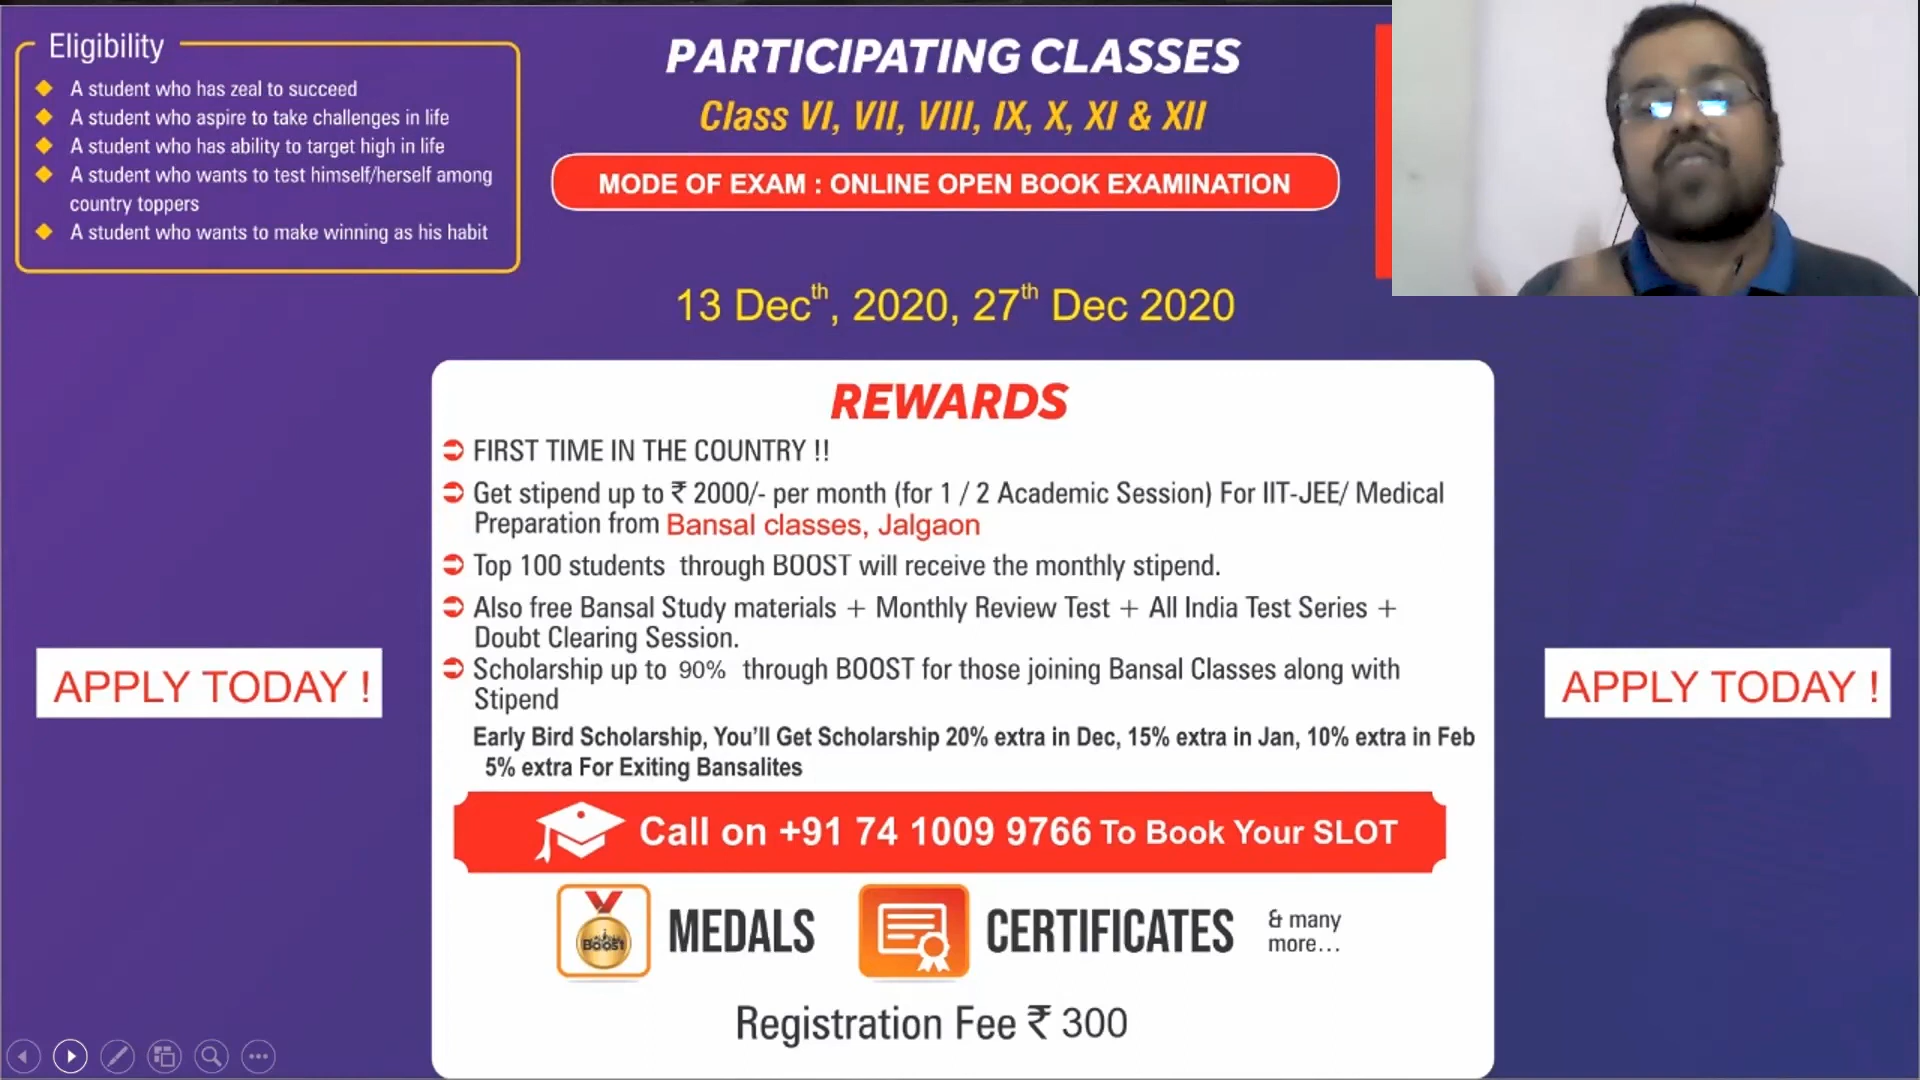 Eligibility
A student who has zeal to succeed
A student who aspire to take challenges in life
A student who has ability to target high in life
A student who wants to test himself/herself among
country toppers
A student who wants to make winning as his habit
PARTICIPATING CLASSES
Class VI, VII, VIII, IX, X, XI & XII
MODE OF EXAM : ONLINE OPEN BOOK EXAMINATION
13 Decth, 2020, 27th Dec 2020
REWARDS
FIRST TIME IN THE COUNTRY !!
Get stipend up to ₹ 2000/- per month (for 1 / 2 Academic Session) For IIT-JEE/ Medical
Preparation from Bansal classes, Jalgaon
Top 100 students through BOOST will receive the monthly stipend.
Also free Bansal Study materials + Monthly Review Test + All India Test Series +
Doubt Clearing Session.
Scholarship up to 90% through BOOST for those joining Bansal Classes along with
Stipend
Early Bird Scholarship, You'll Get Scholarship 20% extra in Dec, 15% extra in Jan, 10% extra in Feb
5% extra For Exiting Bansalites
APPLY TODAY !
APPLY TODAY !
Call on +91 74 1009 9766 To Book Your SLOT
BOOST
MEDALS
CERTIFICATES
& many
more...
Registration Fee ₹ 300